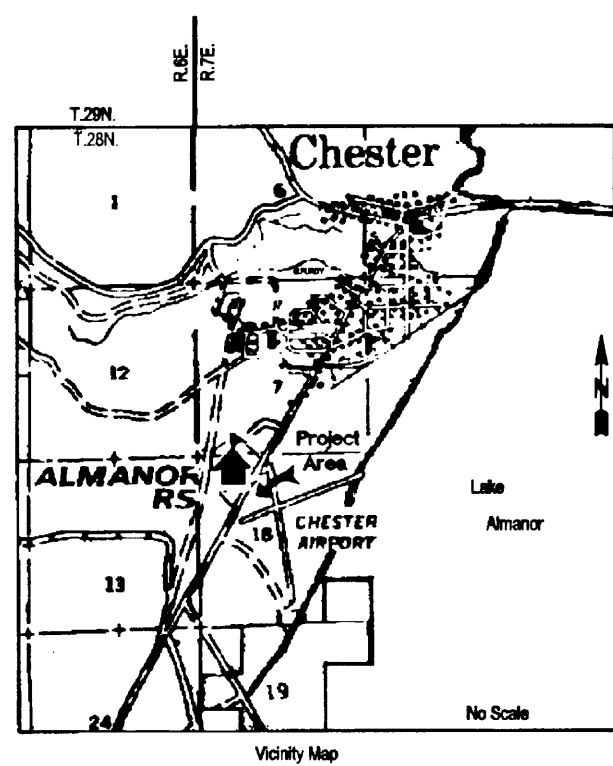 R.6E.
R.7E.
T.29N.
T.28N.
Chester
6
1
12
7
Project
Area
N
ALMANOR
RS
Lake
Almanor
CHESTER
AIRPORT
18
13
19
24
No Scale
Vicinity Map